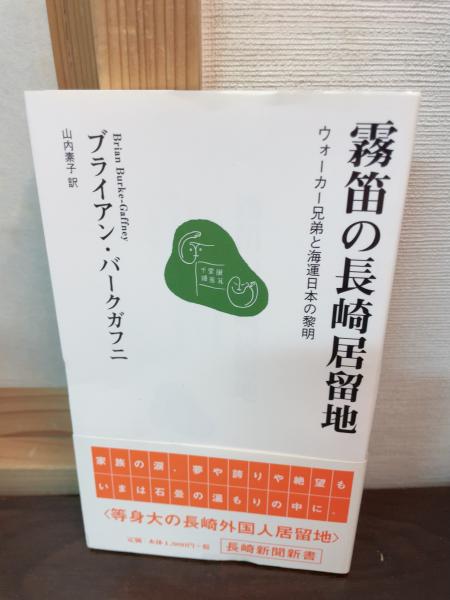 霧笛の長崎居留地
ウォーカー兄弟と海運日本の黎明
Brian Burke-Gaffney
ブライアン・バークガフニ
山内素子 訳
家族の涙、夢や誇りや絶望も
いまは石畳の温もりの中に。
〈等身大の長崎外国人居留地〉
長崎新聞新書